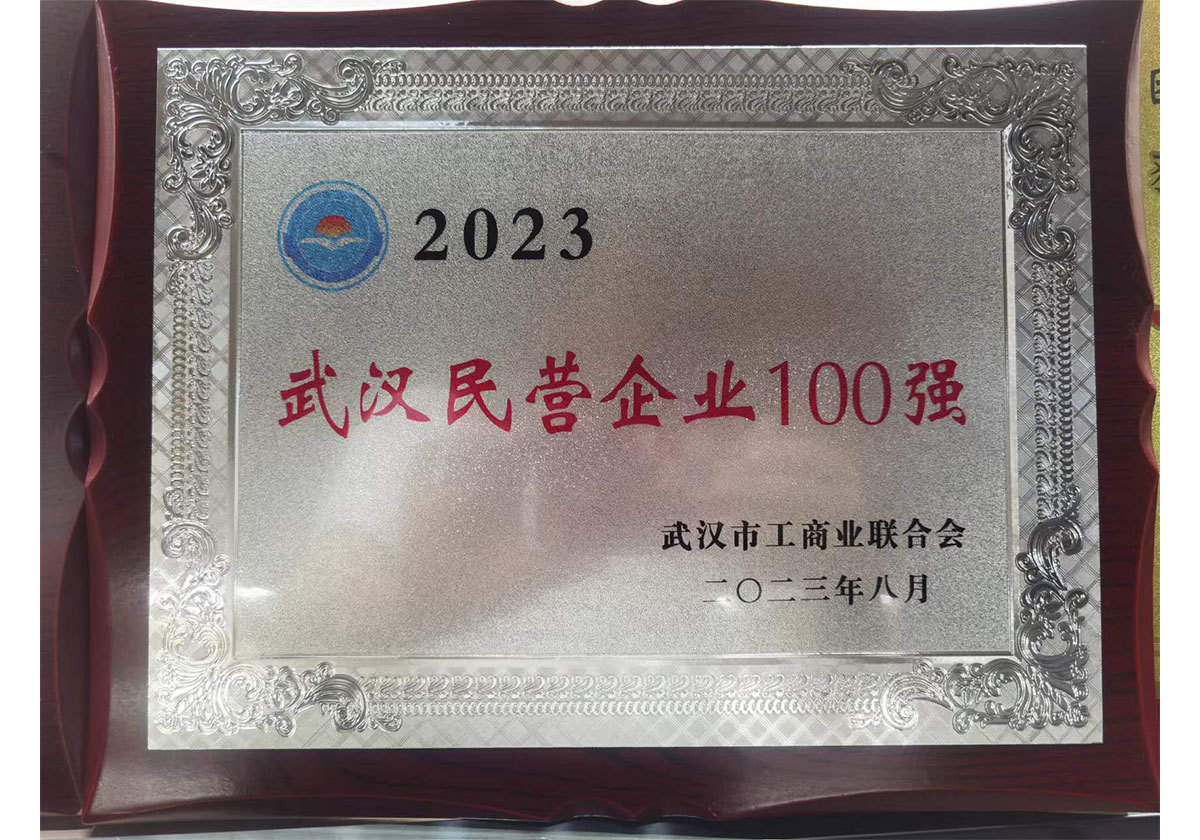 2023
武汉民营企业100强
武汉市工商业联合会
二〇二三年八月